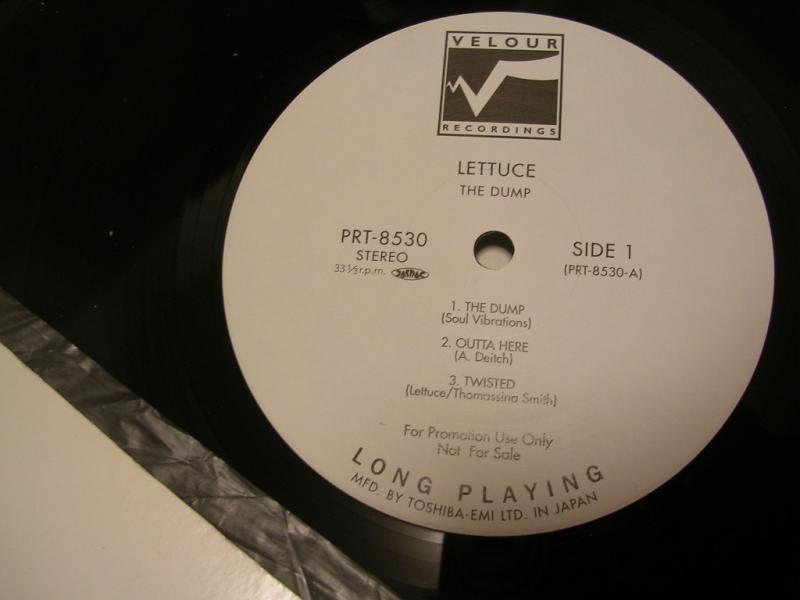 VELOUR
RECORDINGS
LETTUCE
THE DUMP
PRT-8530
STEREO
33 1/3 r.p.m. JASRAC
SIDE 1
(PRT-8530-A)
1. THE DUMP
(Soul Vibrations)
2. OUTTA HERE
(A. Deitch)
3. TWISTED
(Lettuce/Thomassina Smith)
For Promotion Use Only
Not For Sale
LONG PLAYING
MFD. BY TOSHIBA-EMI LTD. IN JAPAN